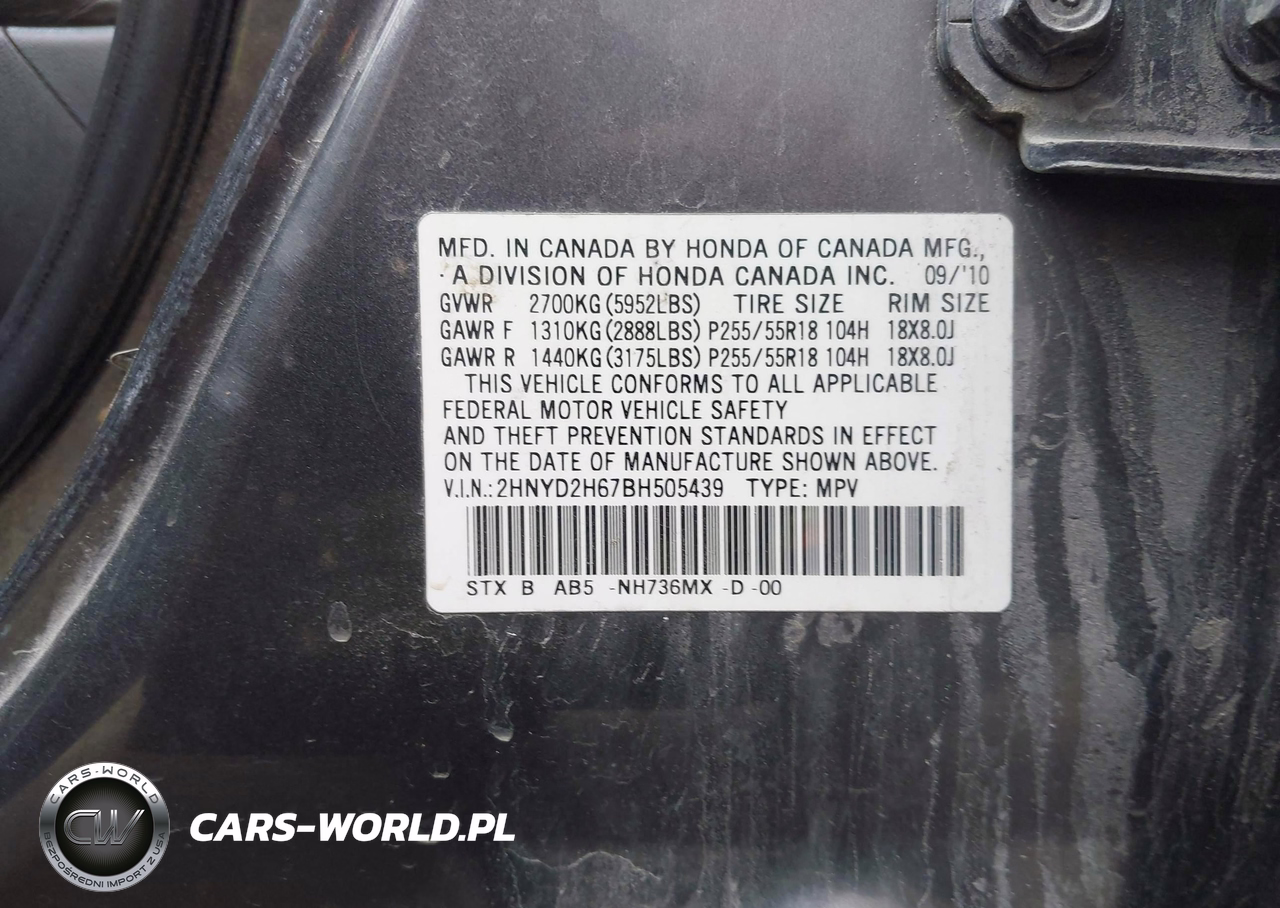 MFD. IN CANADA BY HONDA OF CANADA MFG.,
A DIVISION OF HONDA CANADA INC. 09/'10
GVWR 2700KG (5952LBS) TIRE SIZE RIM SIZE
GAWR F 1310KG (2888LBS) P255/55R18 104H 18X8.0J
GAWR R 1440KG (3175LBS) P255/55R18 104H 18X8.0J
THIS VEHICLE CONFORMS TO ALL APPLICABLE
FEDERAL MOTOR VEHICLE SAFETY
AND THEFT PREVENTION STANDARDS IN EFFECT
ON THE DATE OF MANUFACTURE SHOWN ABOVE.
V.I.N.: 2HNYD2H67BH505439 TYPE: MPV
STX B AB5 -NH736MX -D -00
CARS-WORLD
CW
BEZPOŚREDNI IMPORT Z USA
CARS-WORLD.PL